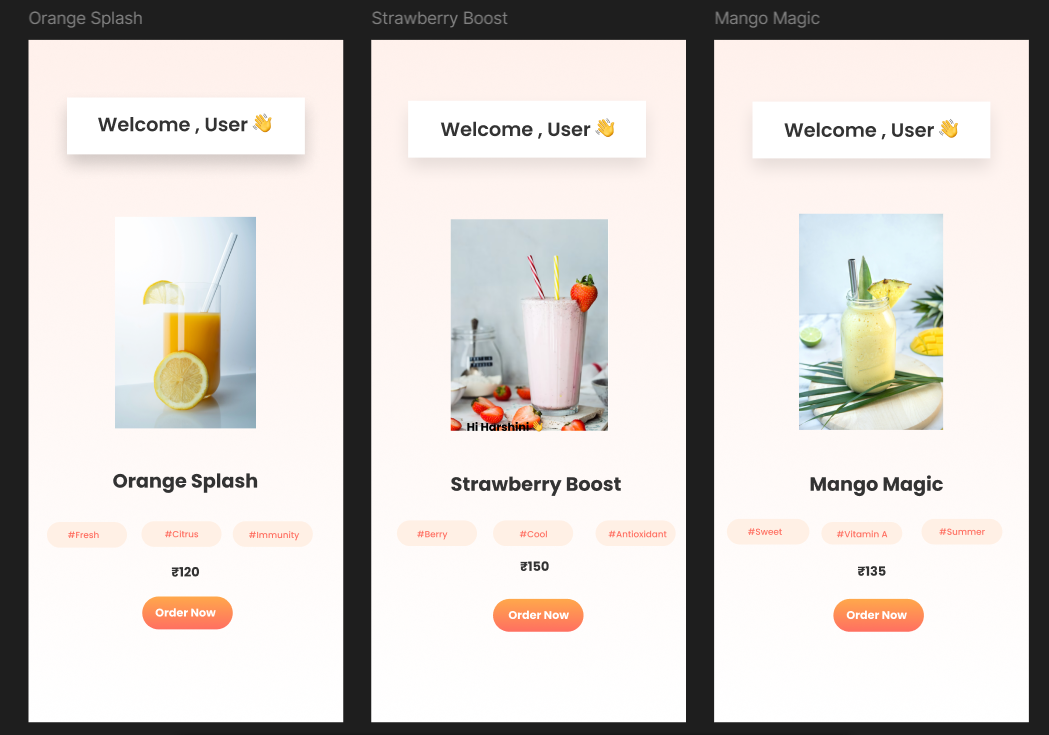 Orange Splash
Welcome , User 👋
Orange Splash
#Fresh #Citrus #Immunity
₹120
Order Now
Strawberry Boost
Welcome , User 👋
Hi Harshini 👋
Strawberry Boost
#Berry #Cool #Antioxidant
₹150
Order Now
Mango Magic
Welcome , User 👋
Mango Magic
#Sweet #Vitamin A #Summer
₹135
Order Now